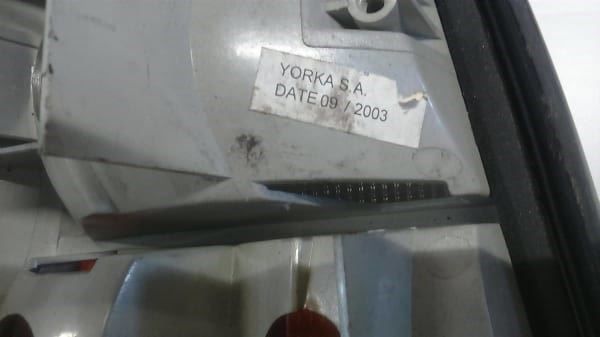 YORKA S.A.
DATE 09 / 2003